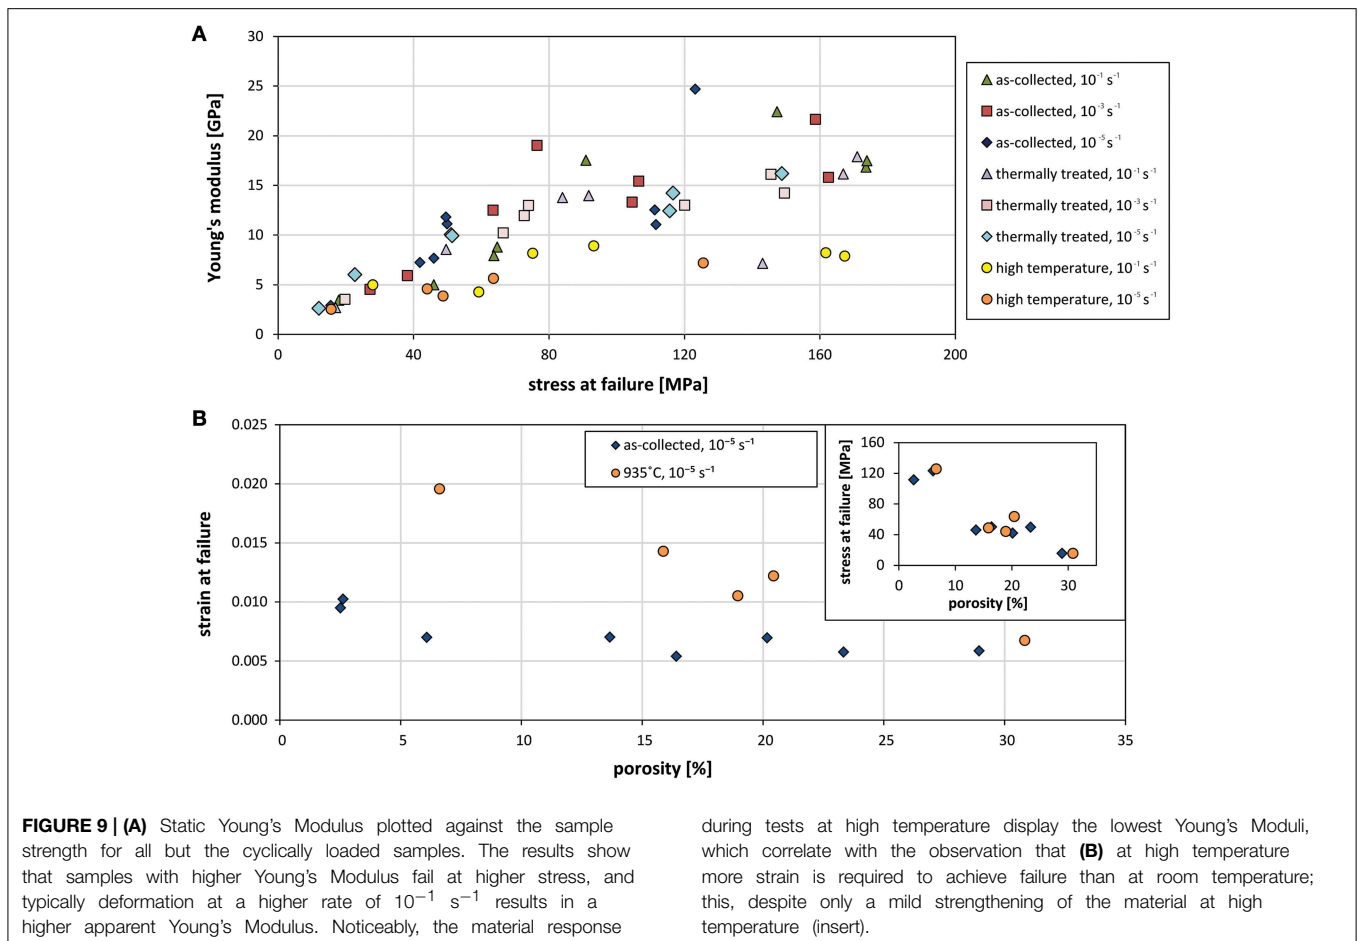 A
30
25
20
15
10
5
0
Young's modulus [GPa]
0 40 80 120 160 200
stress at failure [MPa]
as-collected, 10⁻¹ s⁻¹
as-collected, 10⁻³ s⁻¹
as-collected, 10⁻⁵ s⁻¹
thermally treated, 10⁻¹ s⁻¹
thermally treated, 10⁻³ s⁻¹
thermally treated, 10⁻⁵ s⁻¹
high temperature, 10⁻¹ s⁻¹
high temperature, 10⁻⁵ s⁻¹
B
0.025
0.020
0.015
0.010
0.005
0.000
strain at failure
0 5 10 15 20 25 30 35
porosity [%]
as-collected, 10⁻⁵ s⁻¹
935˚C, 10⁻⁵ s⁻¹
160
120
80
40
0
stress at failure [MPa]
0 10 20 30
porosity [%]
FIGURE 9 | (A) Static Young's Modulus plotted against the sample
strength for all but the cyclically loaded samples. The results show
that samples with higher Young's Modulus fail at higher stress, and
typically deformation at a higher rate of 10⁻¹ s⁻¹ results in a
higher apparent Young's Modulus. Noticeably, the material response
during tests at high temperature display the lowest Young's Moduli,
which correlate with the observation that (B) at high temperature
more strain is required to achieve failure than at room temperature;
this, despite only a mild strengthening of the material at high
temperature (insert).